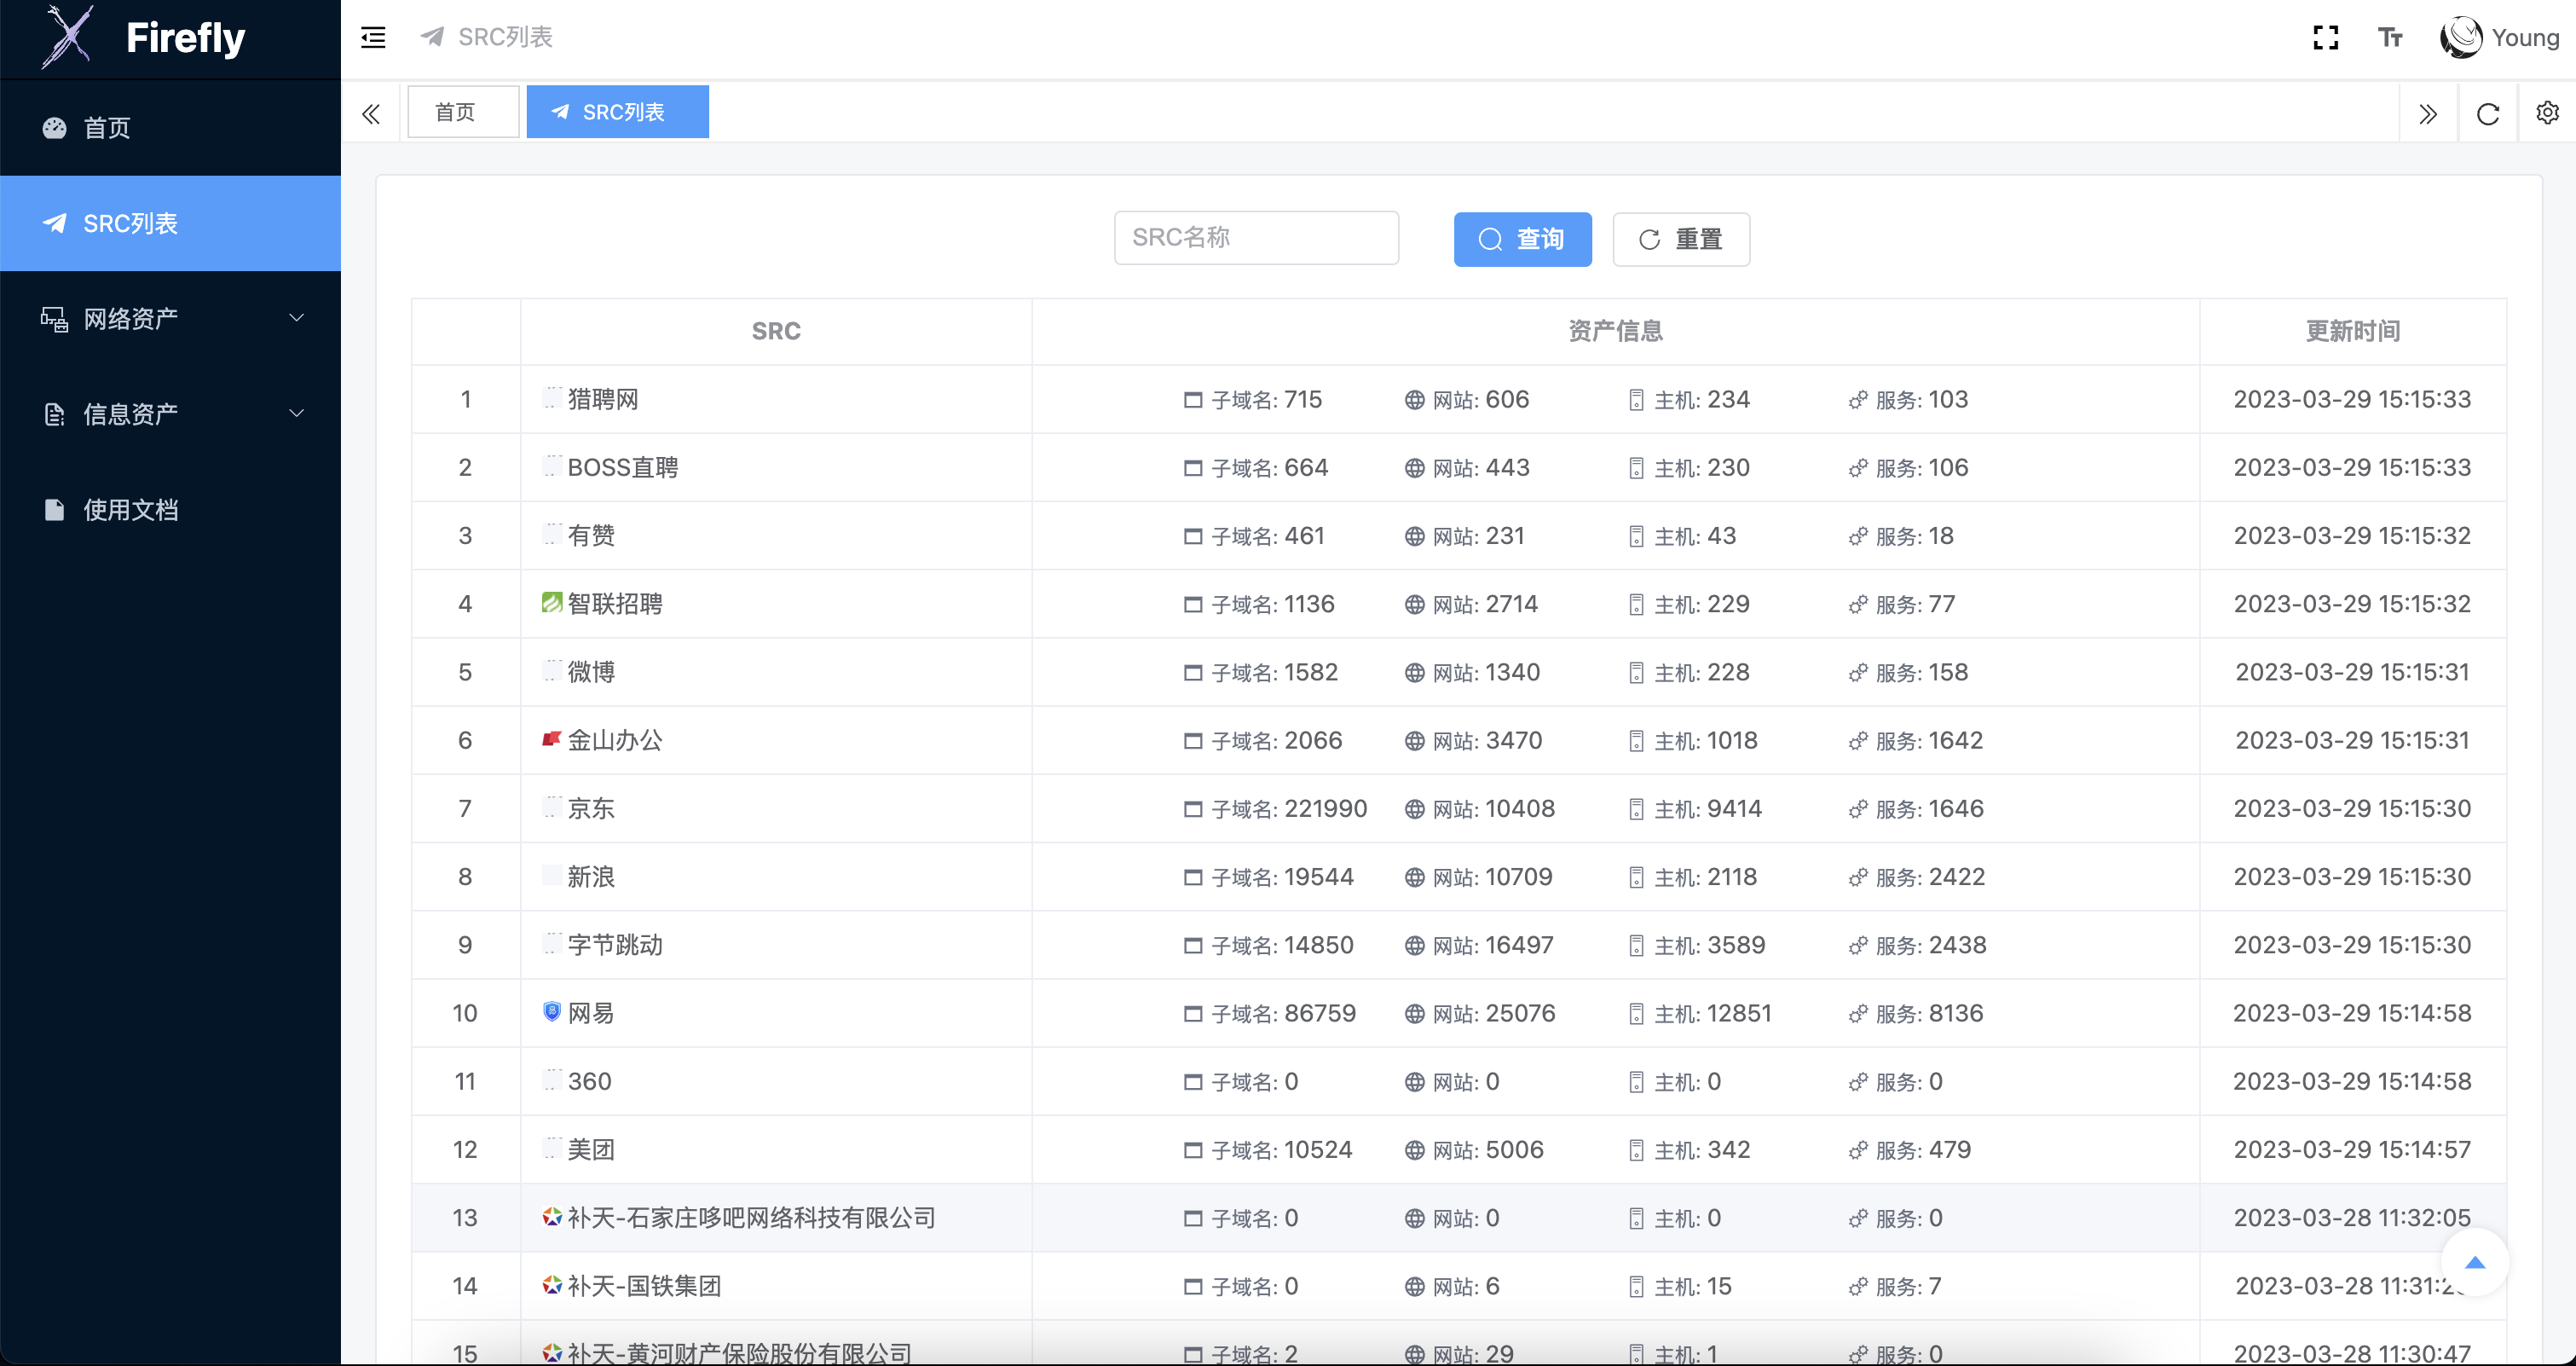 Firefly
SRC列表
Young
首页
SRC列表
首页
SRC列表
网络资产
信息资产
使用文档
SRC名称
查询
重置
SRC 资产信息 更新时间
1 猎聘网 子域名: 715 网站: 606 主机: 234 服务: 103 2023-03-29 15:15:33
2 BOSS直聘 子域名: 664 网站: 443 主机: 230 服务: 106 2023-03-29 15:15:33
3 有赞 子域名: 461 网站: 231 主机: 43 服务: 18 2023-03-29 15:15:32
4 智联招聘 子域名: 1136 网站: 2714 主机: 229 服务: 77 2023-03-29 15:15:32
5 微博 子域名: 1582 网站: 1340 主机: 228 服务: 158 2023-03-29 15:15:31
6 金山办公 子域名: 2066 网站: 3470 主机: 1018 服务: 1642 2023-03-29 15:15:31
7 京东 子域名: 221990 网站: 10408 主机: 9414 服务: 1646 2023-03-29 15:15:30
8 新浪 子域名: 19544 网站: 10709 主机: 2118 服务: 2422 2023-03-29 15:15:30
9 字节跳动 子域名: 14850 网站: 16497 主机: 3589 服务: 2438 2023-03-29 15:15:30
10 网易 子域名: 86759 网站: 25076 主机: 12851 服务: 8136 2023-03-29 15:14:58
11 360 子域名: 0 网站: 0 主机: 0 服务: 0 2023-03-29 15:14:58
12 美团 子域名: 10524 网站: 5006 主机: 342 服务: 479 2023-03-29 15:14:57
13 补天-石家庄哆吧网络科技有限公司 子域名: 0 网站: 0 主机: 0 服务: 0 2023-03-28 11:32:05
14 补天-国铁集团 子域名: 0 网站: 6 主机: 15 服务: 7 2023-03-28 11:31:2
15 补天-黄河财产保险股份有限公司 子域名: 2 网站: 29 主机: 1 服务: 0 2023-03-28 11:30:47